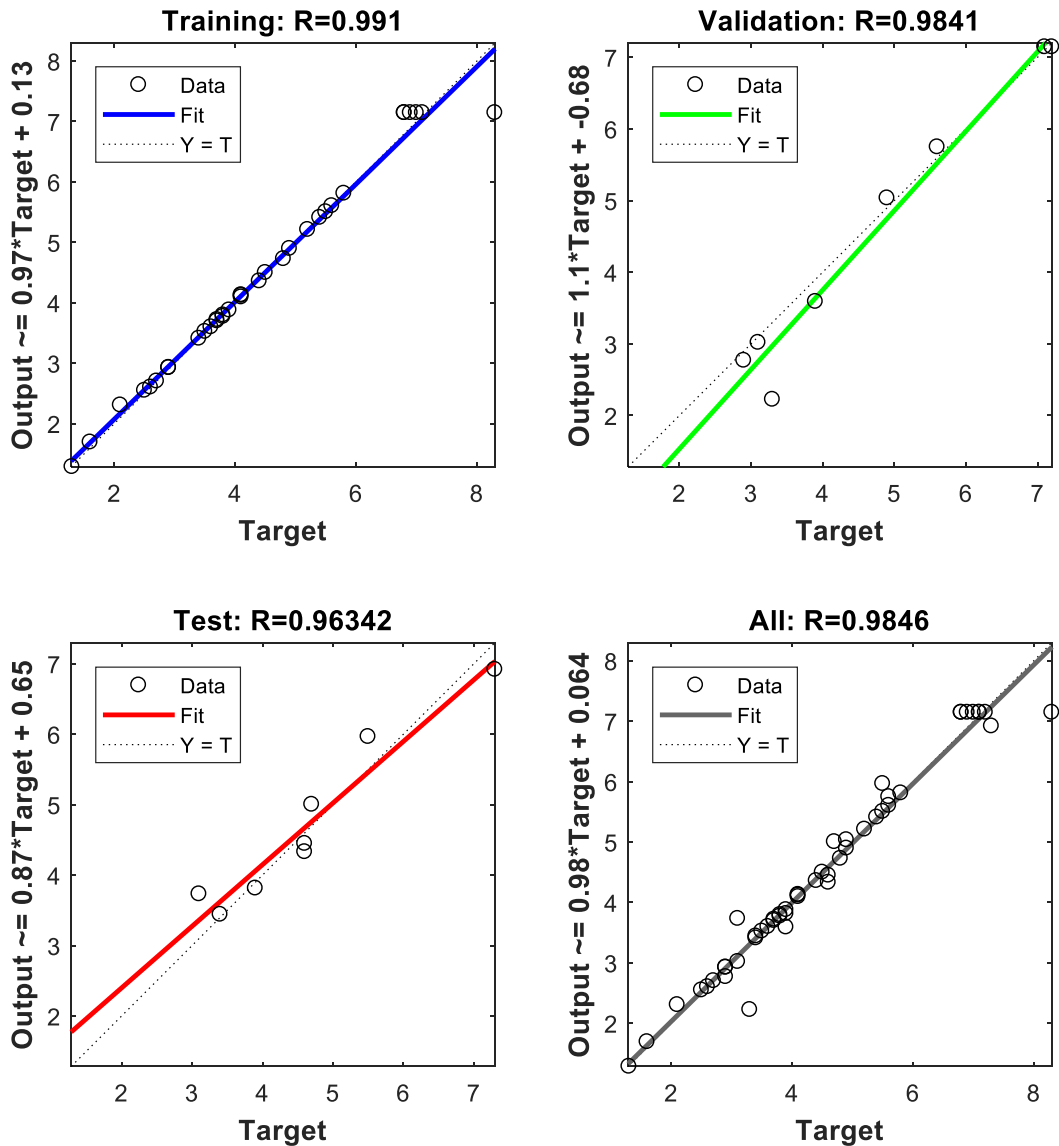 Training: R=0.991
Output ~= 0.97*Target + 0.13
8
7
6
5
4
3
2
Data
Fit
Y = T
2
4
6
8
Target
Validation: R=0.9841
Output ~= 1.1*Target + -0.68
7
6
5
4
3
2
Data
Fit
Y = T
2
3
4
5
6
7
Target
Test: R=0.96342
Output ~= 0.87*Target + 0.65
7
6
5
4
3
2
Data
Fit
Y = T
2
3
4
5
6
7
Target
All: R=0.9846
Output ~= 0.98*Target + 0.064
8
7
6
5
4
3
2
Data
Fit
Y = T
2
4
6
8
Target